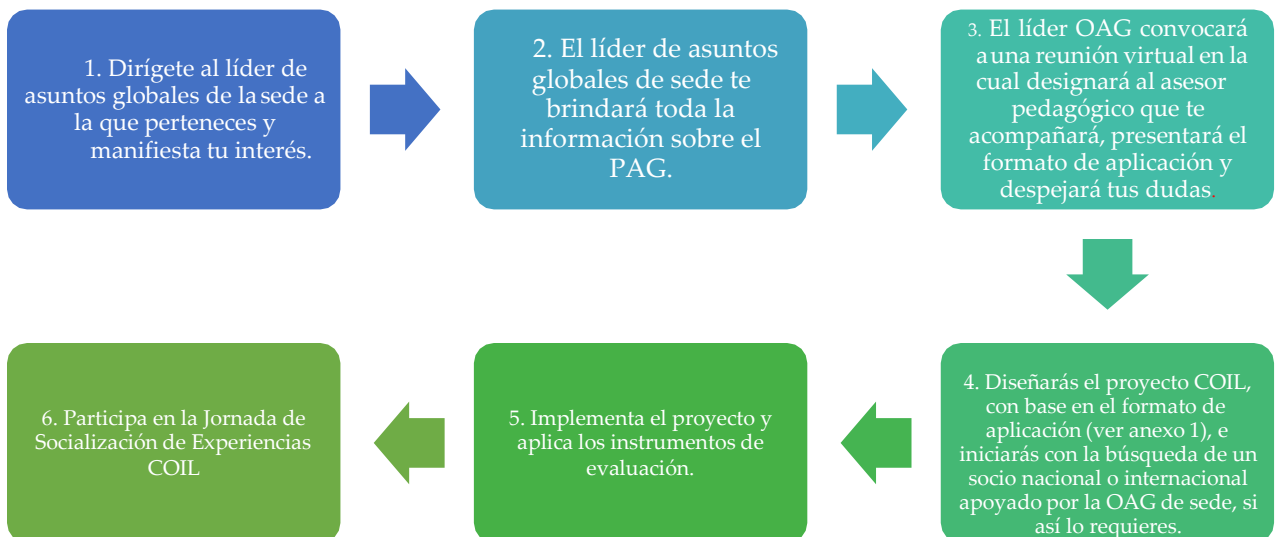 1. Dirígete al líder de
asuntos globales de la sede a
la que perteneces y
manifiesta tu interés.
2. El líder de asuntos
globales de sede te
brindará toda la
información sobre el
PAG.
3. El líder OAG convocará
a una reunión virtual en la
cual designará al asesor
pedagógico que te
acompañará, presentará el
formato de aplicación y
despejará tus dudas.
4. Diseñarás el proyecto COIL,
con base en el formato de
aplicación (ver anexo 1), e
iniciarás con la búsqueda de un
socio nacional o internacional
apoyado por la OAG de sede, si
así lo requieres.
5. Implementa el proyecto y
aplica los instrumentos de
evaluación.
6. Participa en la Jornada de
Socialización de Experiencias
COIL